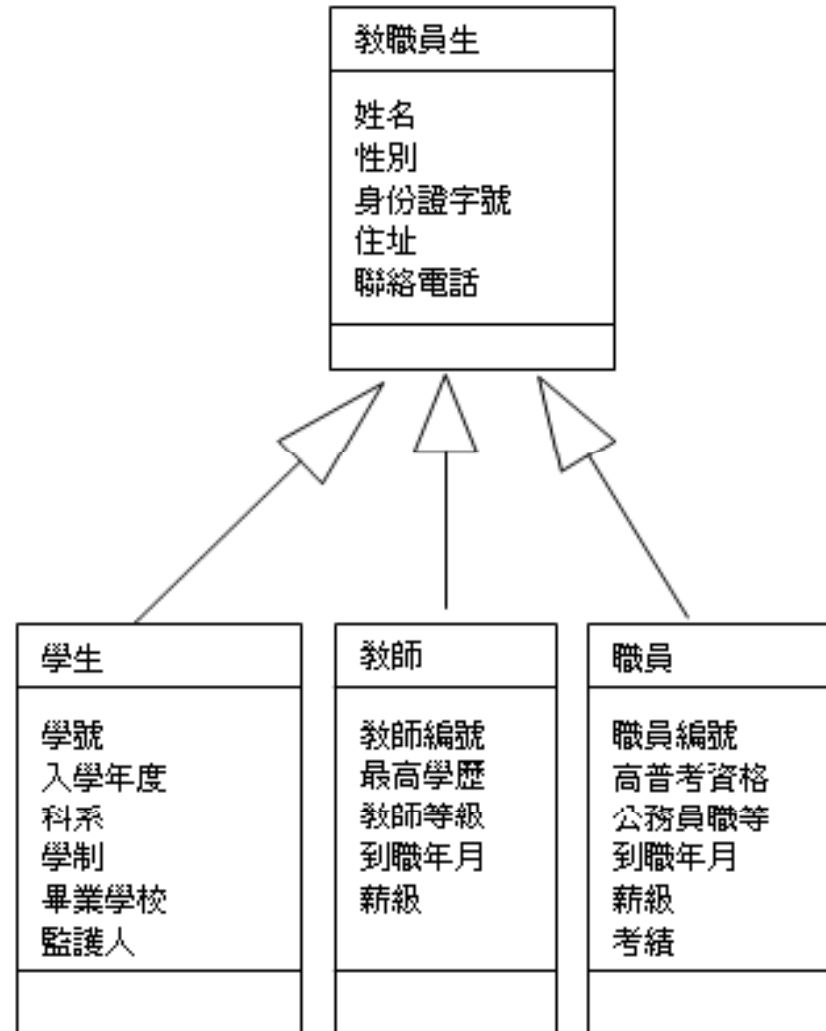 教職員生
姓名
性別
身份證字號
住址
聯絡電話
學生
學號
入學年度
科系
學制
畢業學校
監護人
教師
教師編號
最高學歷
教師等級
到職年月
薪級
職員
職員編號
高普考資格
公務員職等
到職年月
薪級
考績